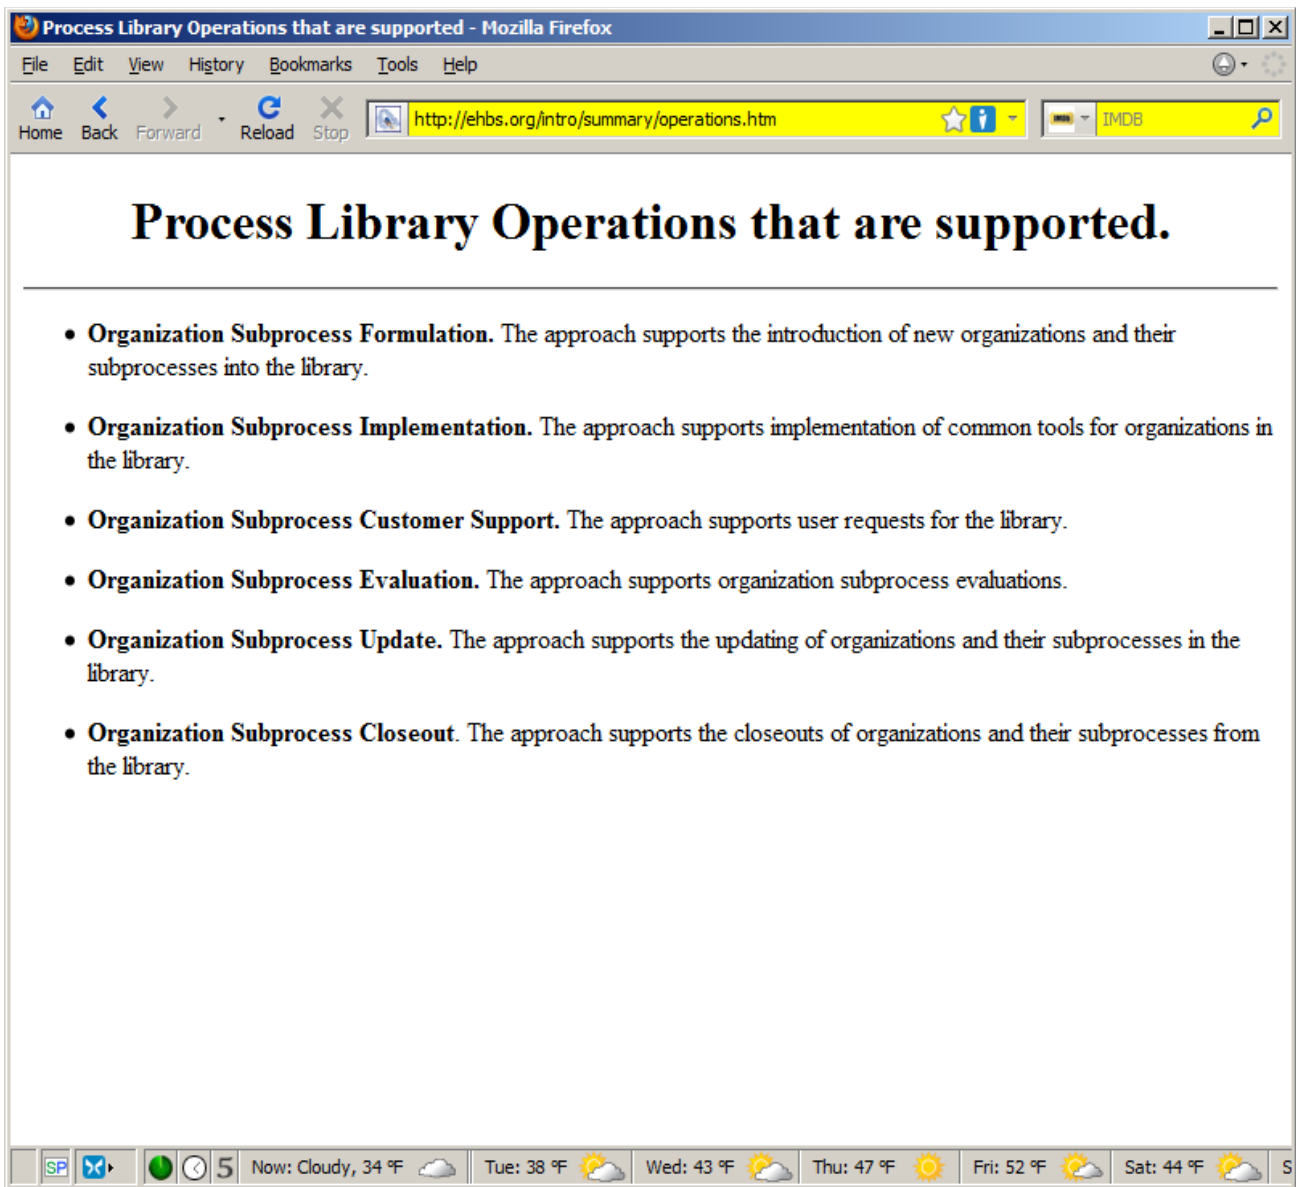 Process Library Operations that are supported - Mozilla Firefox
File Edit View History Bookmarks Tools Help
Home Back Forward Reload Stop http://ehbs.org/intro/summary/operations.htm IMDB
Process Library Operations that are supported.
• Organization Subprocess Formulation. The approach supports the introduction of new organizations and their
subprocesses into the library.
• Organization Subprocess Implementation. The approach supports implementation of common tools for organizations in
the library.
• Organization Subprocess Customer Support. The approach supports user requests for the library.
• Organization Subprocess Evaluation. The approach supports organization subprocess evaluations.
• Organization Subprocess Update. The approach supports the updating of organizations and their subprocesses in the
library.
• Organization Subprocess Closeout. The approach supports the closeouts of organizations and their subprocesses from
the library.
SP 5 Now: Cloudy, 34 °F Tue: 38 °F Wed: 43 °F Thu: 47 °F Fri: 52 °F Sat: 44 °F S